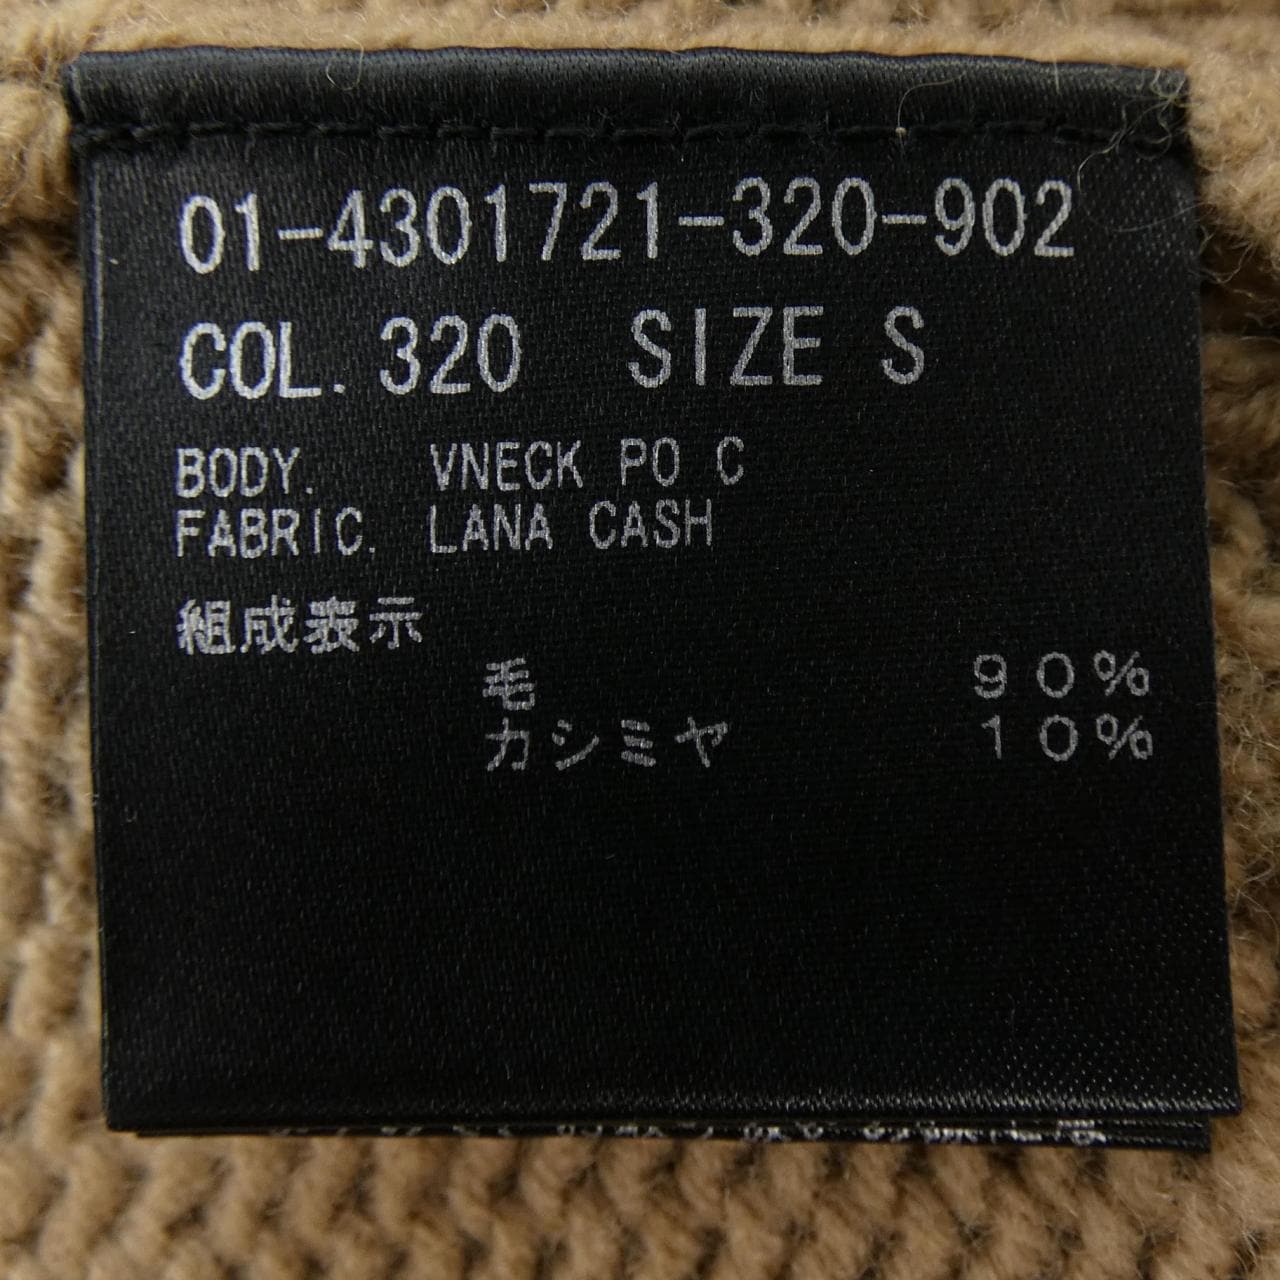 01-4301721-320-902
COL. 320 SIZE S
BODY. VNECK PO C
FABRIC. LANA CASH
組成表示
毛 90%
カシミヤ 10%